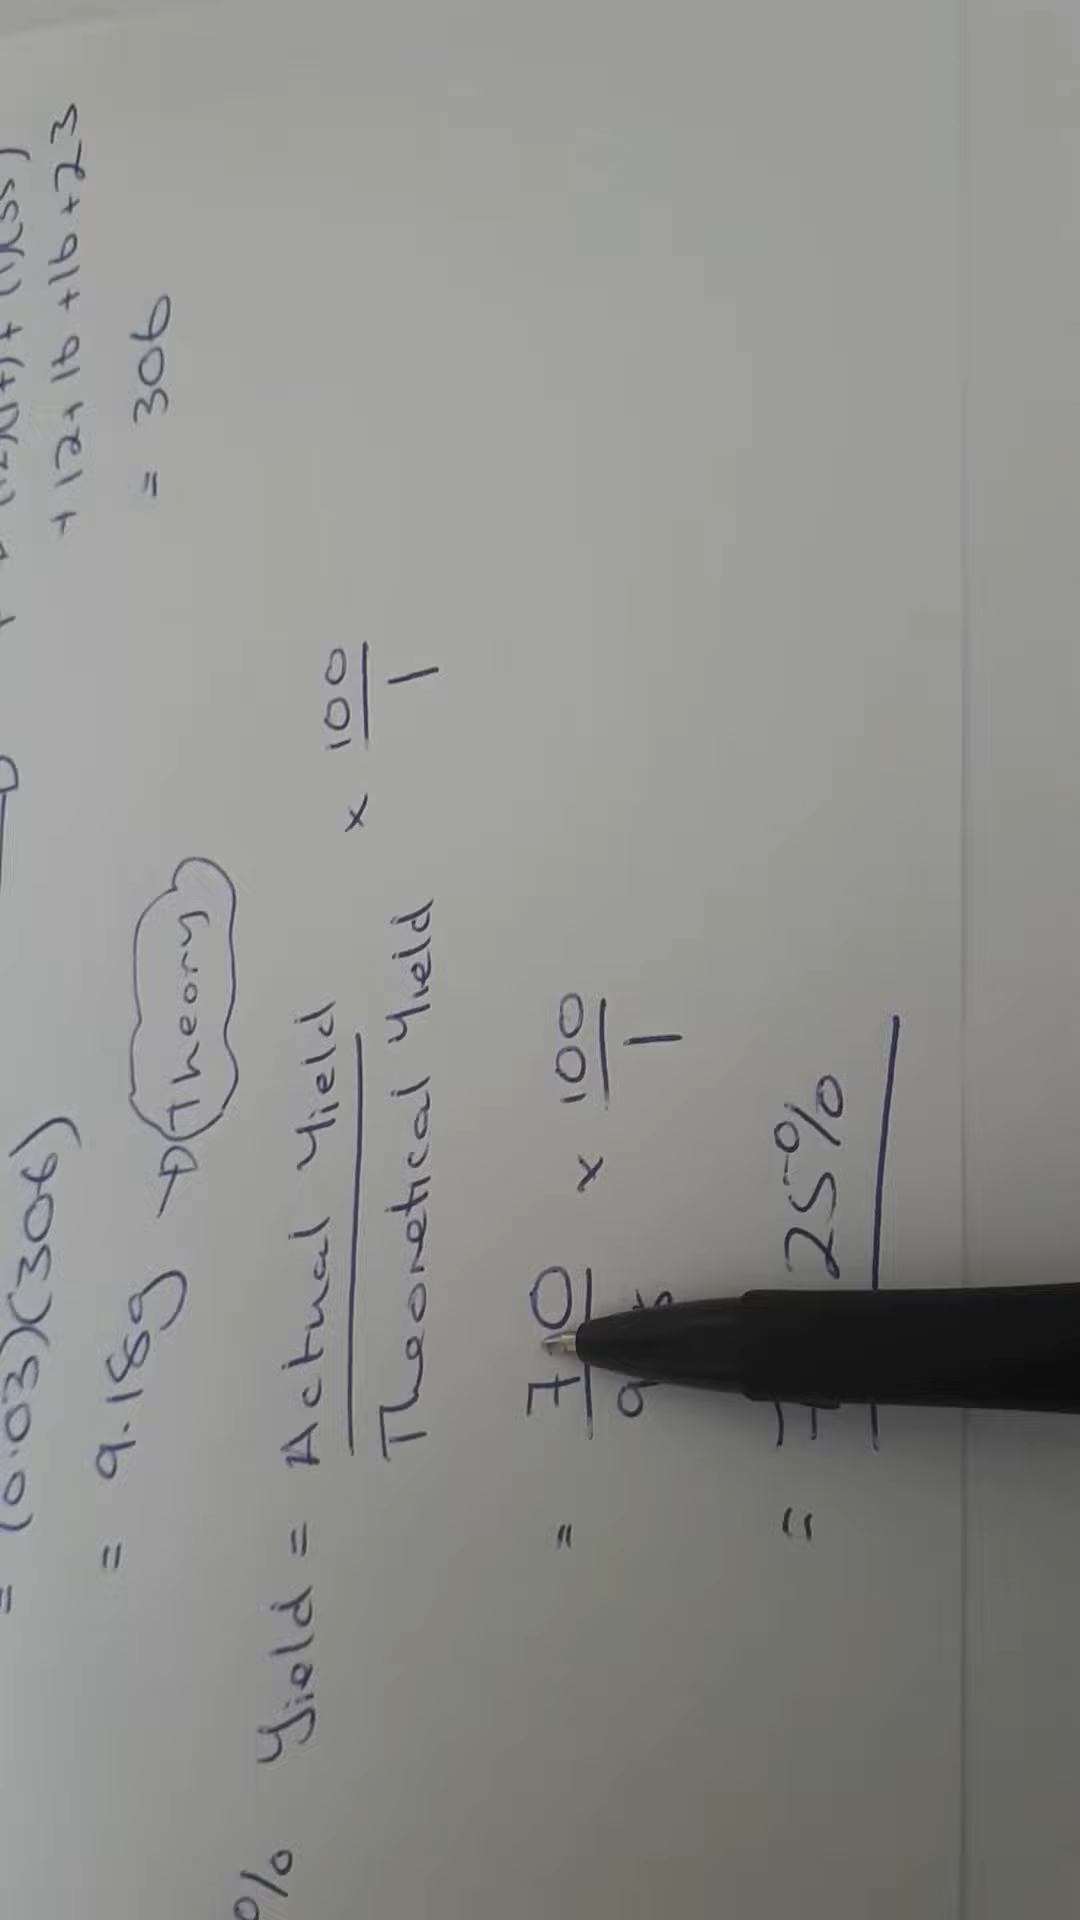 + 12 + 16 + 16 + 23
= 306
= (0.03)(306)
= 9.18g → Theory
% Yield = Actual Yield × 100
Theoretical Yield 1
= 70 × 100
1
= 25%